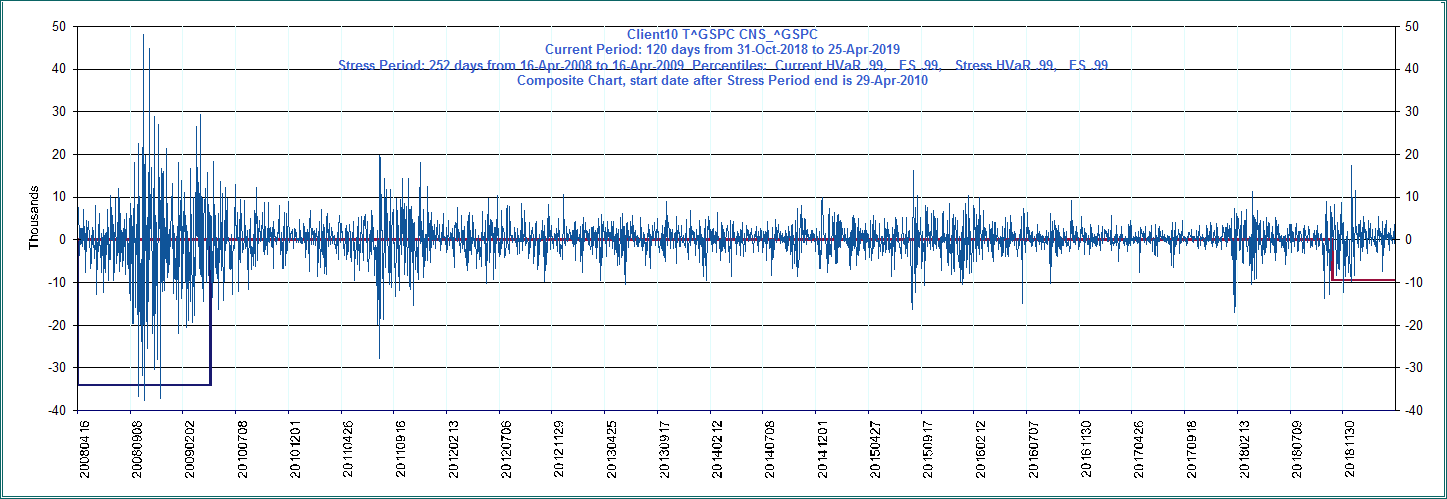 Client10 T^GSPC CNS_^GSPC
Current Period: 120 days from 31-Oct-2018 to 25-Apr-2019
Stress Period: 252 days from 16-Apr-2008 to 16-Apr-2009 Percentiles: Current HVaR .99, ES .99, Stress HVaR .99, ES .99
Composite Chart, start date after Stress Period end is 29-Apr-2010
50 50
40 40
30 30
20 20
10 10
0 0
-10 -10
-20 -20
-30 -30
-40 -40
Thousands
20080416 20080908 20090202 20100708 20101201 20110426 20110916 20120213 20120706 20121129 20130425 20130917 20140212 20140708 20141201 20150427 20150917 20160212 20160707 20161130 20170426 20170918 20180213 20180709 20181130